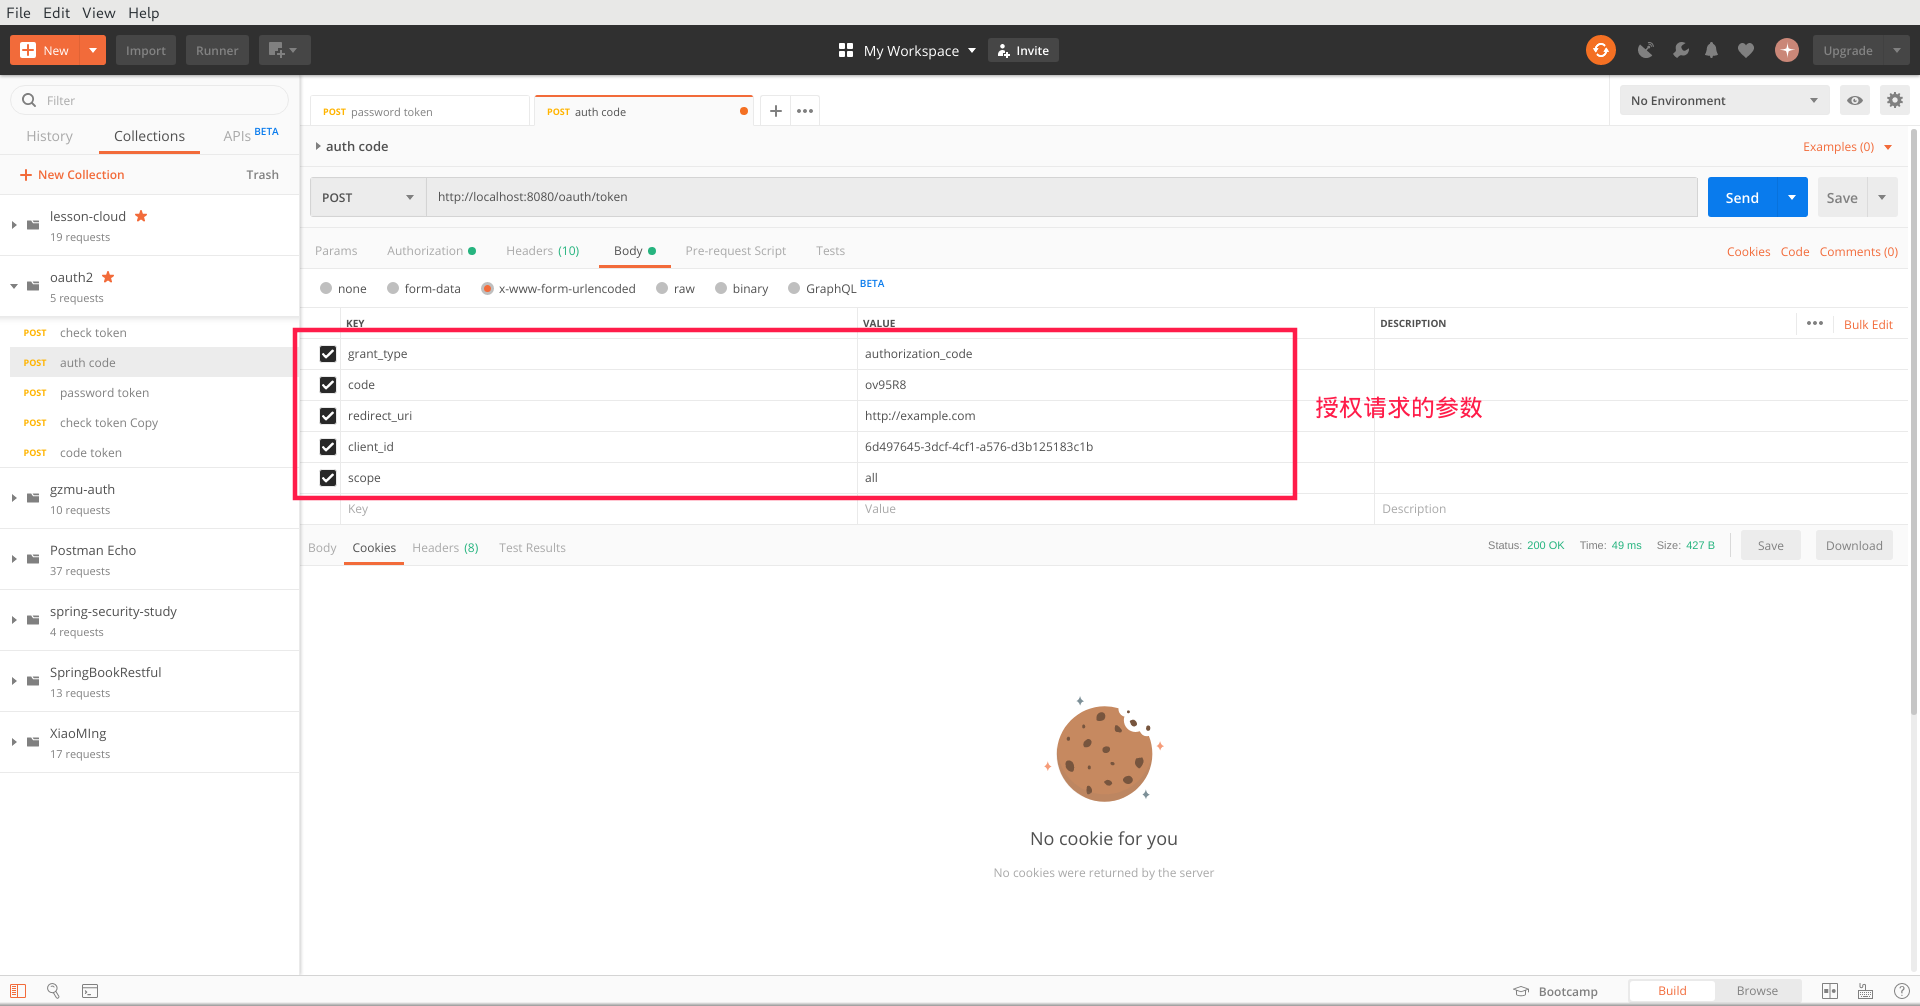 File Edit View Help
New Import Runner My Workspace Invite Upgrade
Filter
History Collections APIs BETA
New Collection Trash
lesson-cloud
19 requests
oauth2
5 requests
POST check token
POST auth code
POST password token
POST check token Copy
POST code token
gzmu-auth
10 requests
Postman Echo
37 requests
spring-security-study
4 requests
SpringBookRestful
13 requests
XiaoMIng
17 requests
POST password token POST auth code No Environment
auth code Examples (0)
POST http://localhost:8080/oauth/token Send Save
Params Authorization Headers (10) Body Pre-request Script Tests Cookies Code Comments (0)
none form-data x-www-form-urlencoded raw binary GraphQL BETA
KEY VALUE DESCRIPTION Bulk Edit
grant_type authorization_code
code ov95R8
redirect_uri http://example.com
client_id 6d497645-3dcf-4cf1-a576-d3b125183c1b
scope all
授权请求的参数
Key Value Description
Body Cookies Headers (8) Test Results Status: 200 OK Time: 49 ms Size: 427 B Save Download
No cookie for you
No cookies were returned by the server
Bootcamp Build Browse